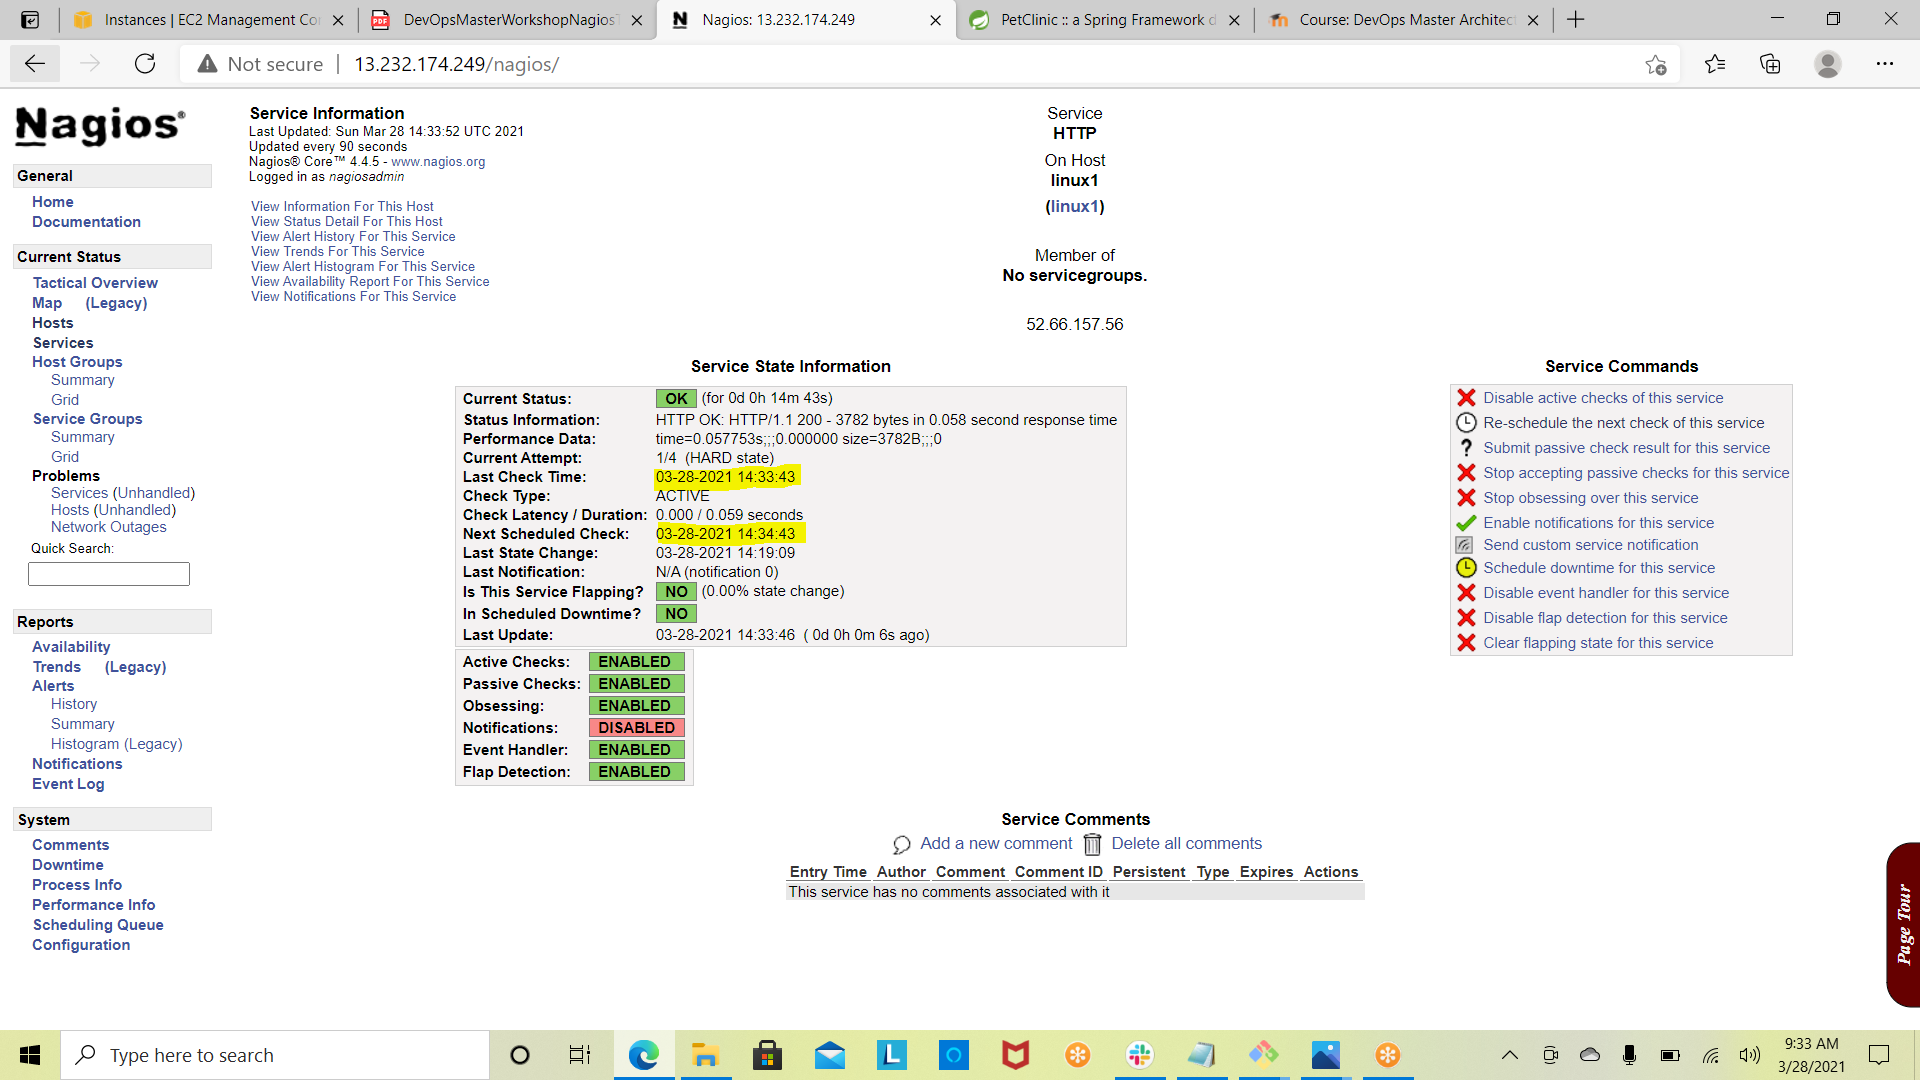 Instances | EC2 Management Co
DevOpsMasterWorkshopNagiosT
Nagios: 13.232.174.249
PetClinic :: a Spring Framework d
Course: DevOps Master Architect
Not secure | 13.232.174.249/nagios/
Nagios®
General
Home
Documentation
Current Status
Tactical Overview
Map (Legacy)
Hosts
Services
Host Groups
Summary
Grid
Service Groups
Summary
Grid
Problems
Services (Unhandled)
Hosts (Unhandled)
Network Outages
Quick Search:
Reports
Availability
Trends (Legacy)
Alerts
History
Summary
Histogram (Legacy)
Notifications
Event Log
System
Comments
Downtime
Process Info
Performance Info
Scheduling Queue
Configuration
Service Information
Last Updated: Sun Mar 28 14:33:52 UTC 2021
Updated every 90 seconds
Nagios® Core™ 4.4.5 - www.nagios.org
Logged in as nagiosadmin
View Information For This Host
View Status Detail For This Host
View Alert History For This Service
View Trends For This Service
View Alert Histogram For This Service
View Availability Report For This Service
View Notifications For This Service
Service
HTTP
On Host
linux1
(linux1)
Member of
No servicegroups.
52.66.157.56
Service State Information
Current Status: OK (for 0d 0h 14m 43s)
Status Information: HTTP OK: HTTP/1.1 200 - 3782 bytes in 0.058 second response time
Performance Data: time=0.057753s;;;0.000000 size=3782B;;;0
Current Attempt: 1/4 (HARD state)
Last Check Time: 03-28-2021 14:33:43
Check Type: ACTIVE
Check Latency / Duration: 0.000 / 0.059 seconds
Next Scheduled Check: 03-28-2021 14:34:43
Last State Change: 03-28-2021 14:19:09
Last Notification: N/A (notification 0)
Is This Service Flapping? NO (0.00% state change)
In Scheduled Downtime? NO
Last Update: 03-28-2021 14:33:46 ( 0d 0h 0m 6s ago)
Active Checks: ENABLED
Passive Checks: ENABLED
Obsessing: ENABLED
Notifications: DISABLED
Event Handler: ENABLED
Flap Detection: ENABLED
Service Commands
Disable active checks of this service
Re-schedule the next check of this service
? Submit passive check result for this service
Stop accepting passive checks for this service
Stop obsessing over this service
Enable notifications for this service
Send custom service notification
Schedule downtime for this service
Disable event handler for this service
Disable flap detection for this service
Clear flapping state for this service
Service Comments
Add a new comment Delete all comments
Entry Time Author Comment Comment ID Persistent Type Expires Actions
This service has no comments associated with it
Page Tour
Type here to search
9:33 AM
3/28/2021